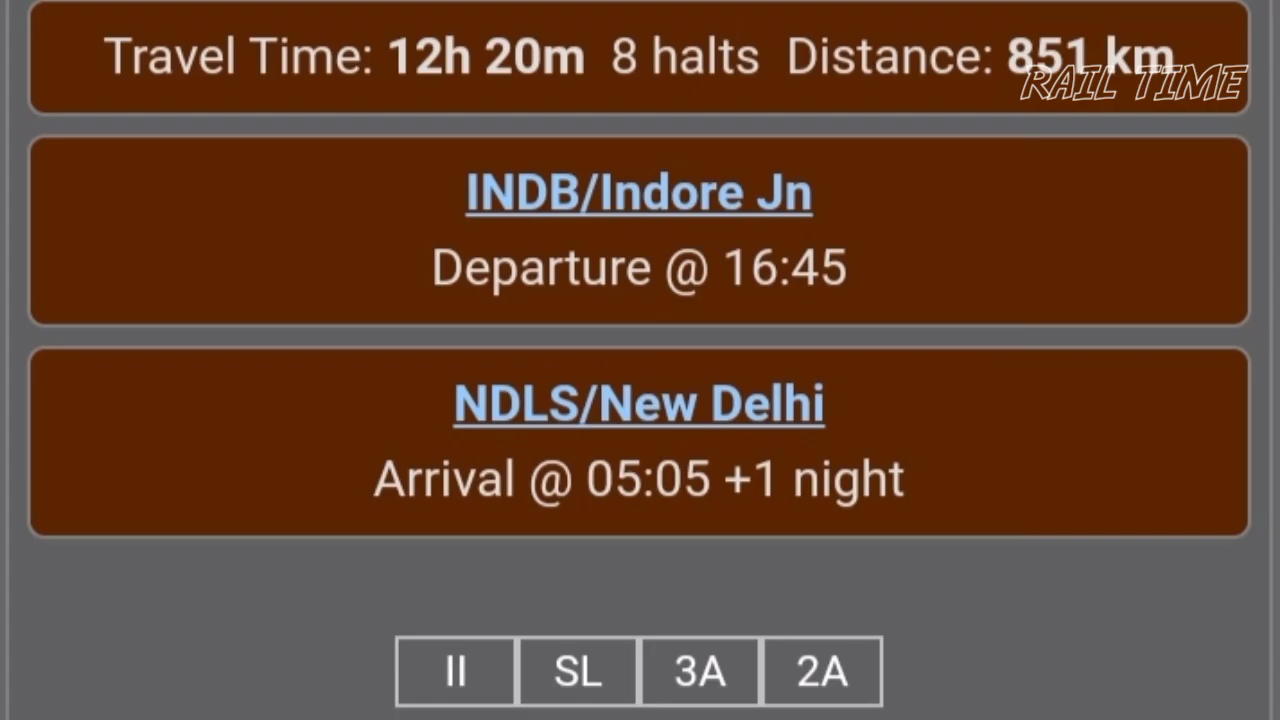 Travel Time: 12h 20m 8 halts Distance: 851 km
RAIL TIME
INDB/Indore Jn
Departure @ 16:45
NDLS/New Delhi
Arrival @ 05:05 +1 night
II SL 3A 2A